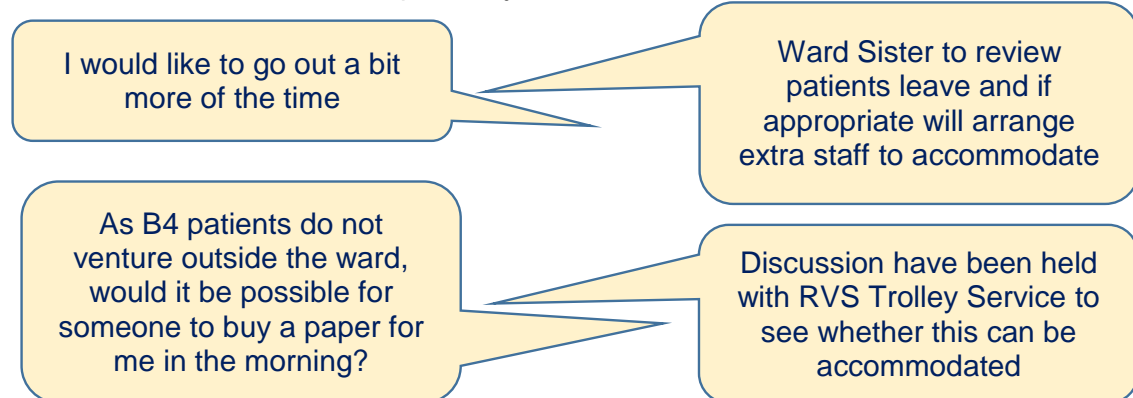 I would like to go out a bit
more of the time
Ward Sister to review
patients leave and if
appropriate will arrange
extra staff to accommodate
As B4 patients do not
venture outside the ward,
would it be possible for
someone to buy a paper for
me in the morning?
Discussion have been held
with RVS Trolley Service to
see whether this can be
accommodated